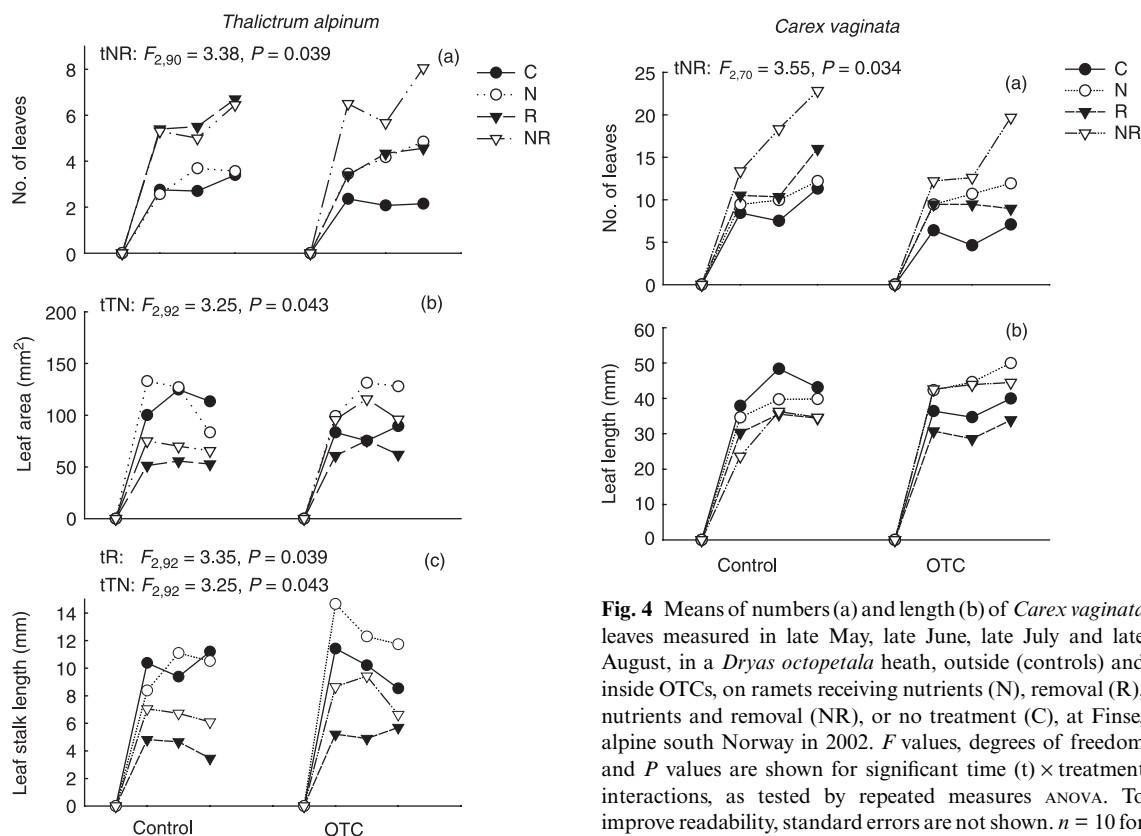 Thalictrum alpinum
tNR: F2,90 = 3.38, P = 0.039
(a)
C
N
R
NR
No. of leaves
8
6
4
2
0
tTN: F2,92 = 3.25, P = 0.043
(b)
Leaf area (mm2)
200
150
100
50
0
tR: F2,92 = 3.35, P = 0.039
(c)
tTN: F2,92 = 3.25, P = 0.043
Leaf stalk length (mm)
14
12
10
8
6
4
2
0
Control OTC
Carex vaginata
tNR: F2,70 = 3.55, P = 0.034
(a)
C
N
R
NR
No. of leaves
25
20
15
10
5
0
(b)
Leaf length (mm)
60
50
40
30
20
10
0
Control OTC
Fig. 4 Means of numbers (a) and length (b) of Carex vaginata
leaves measured in late May, late June, late July and late
August, in a Dryas octopetala heath, outside (controls) and
inside OTCs, on ramets receiving nutrients (N), removal (R),
nutrients and removal (NR), or no treatment (C), at Finse,
alpine south Norway in 2002. F values, degrees of freedom
and P values are shown for significant time (t) × treatment
interactions, as tested by repeated measures ANOVA. To
improve readability, standard errors are not shown. n = 10 for